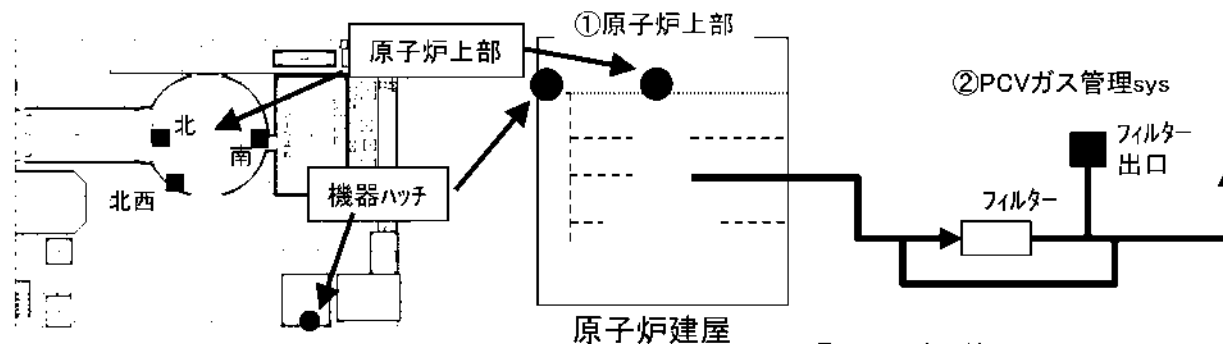 ①原子炉上部
原子炉上部
②PCVガス管理sys
北
南
北西
機器ハッチ
フィルター
出口
フィルター
原子炉建屋